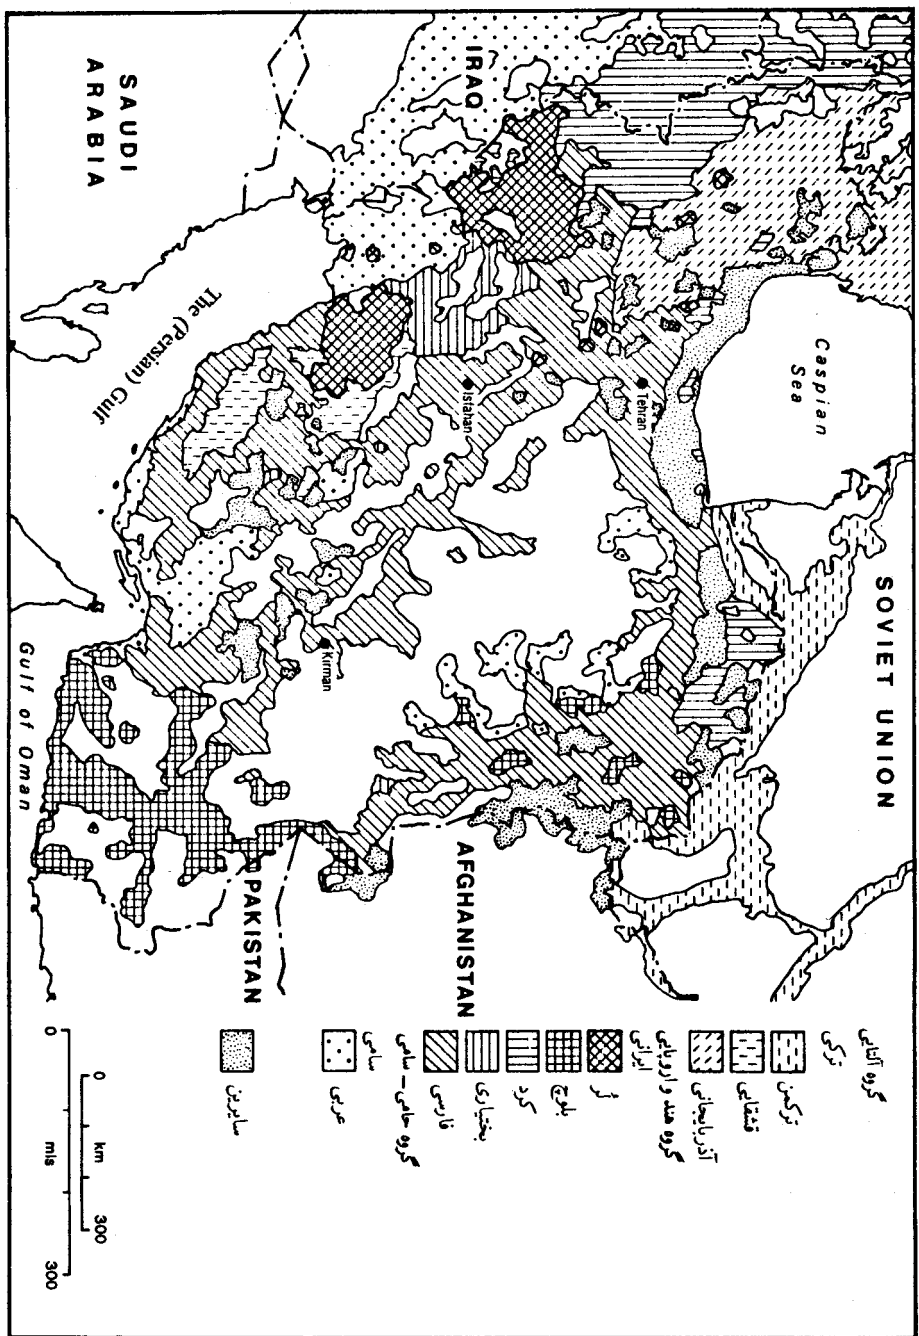 SOVIET UNION
Caspian
Sea
IRAQ
Tehran
Isfahan
Kirman
AFGHANISTAN
SAUDI
ARABIA
The (Persian) Gulf
PAKISTAN
Gulf of Oman
گروه آلتایی
ترکی
ترکمن
قشقایی
آذربایجانی
گروه هند و اروپایی
ایرانی
لُر
بلوچ
کرد
بختیاری
فارسی
گروه حامی – سامی
سامی
عربی
سایرین
0 km 300
0 mls 300